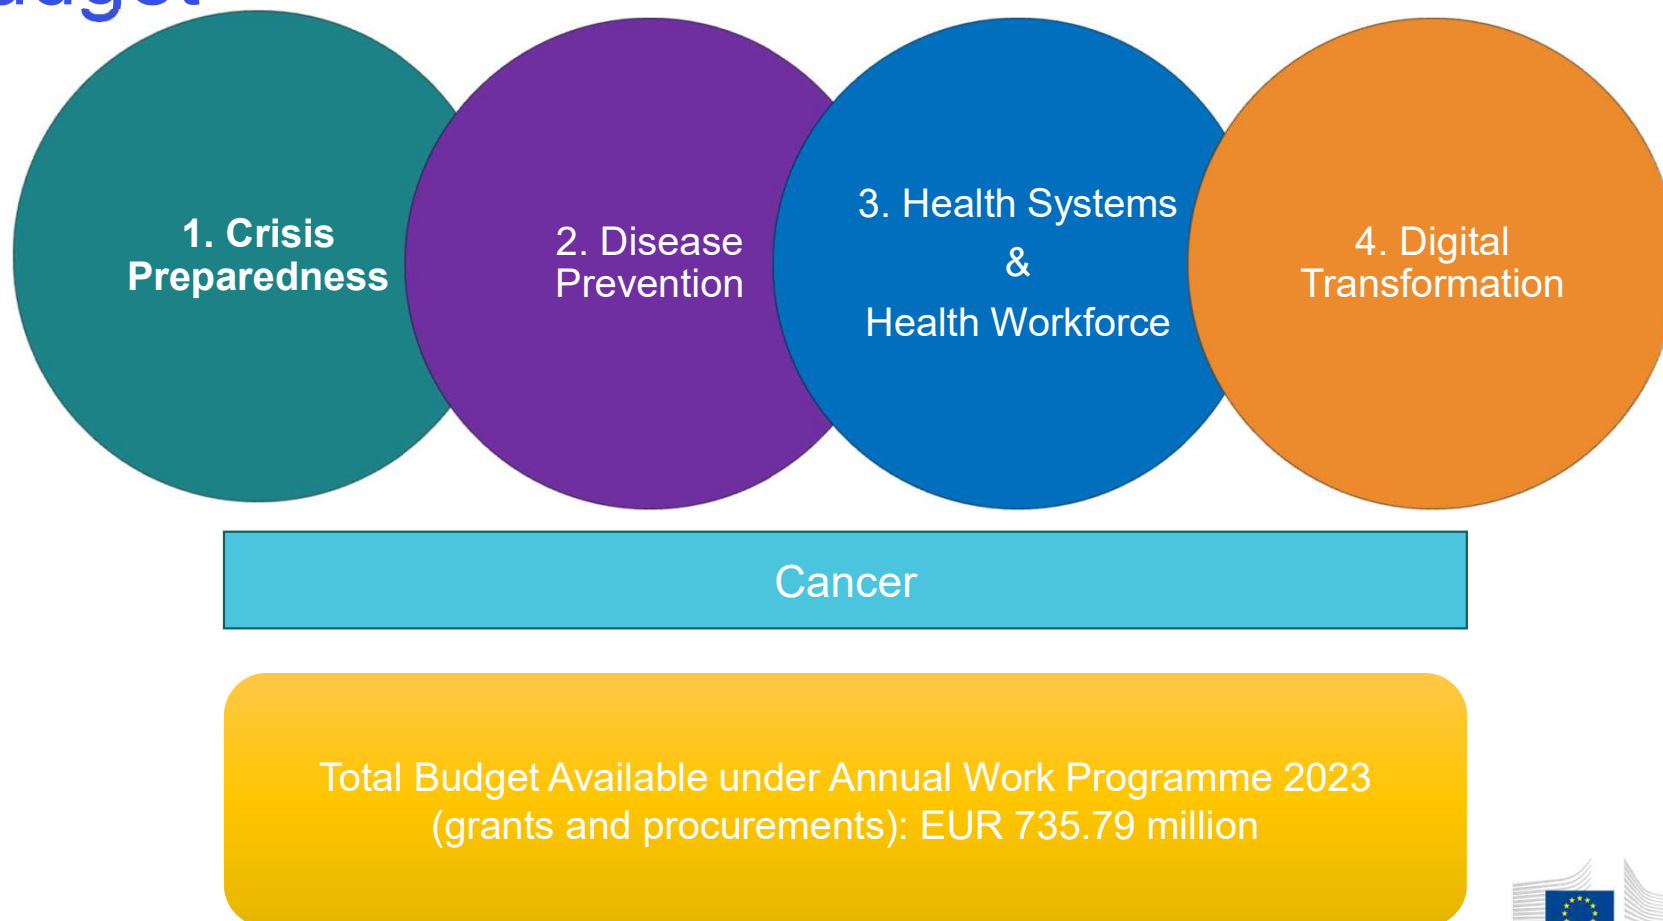 1. Crisis
Preparedness
2. Disease
Prevention
3. Health Systems
&
Health Workforce
4. Digital
Transformation
Cancer
Total Budget Available under Annual Work Programme 2023
(grants and procurements): EUR 735.79 million